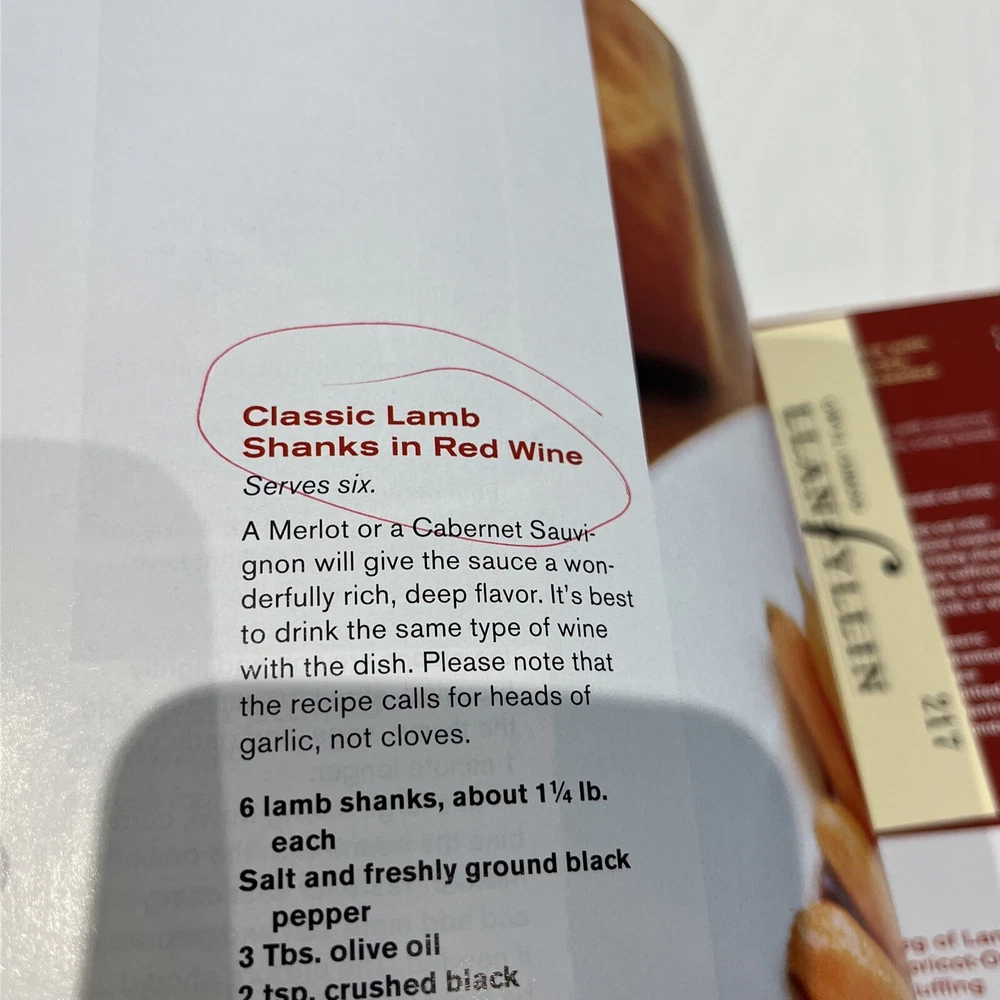 Classic Lamb
Shanks in Red Wine
Serves six.
A Merlot or a Cabernet Sauvi-
gnon will give the sauce a won-
derfully rich, deep flavor. It's best
to drink the same type of wine
with the dish. Please note that
the recipe calls for heads of
garlic, not cloves.
6 lamb shanks, about 1¼ lb.
each
Salt and freshly ground black
pepper
3 Tbs. olive oil
2 tsp. crushed black
LLANfYLEIN
217